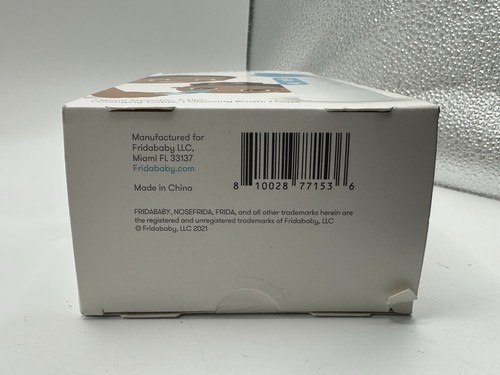 Manufactured for
Fridababy LLC,
Miami FL 33137
Fridababy.com
Made in China
8 10028 77153 6
FRIDABABY, NOSEFRIDA, FRIDA, and all other trademarks herein are
the registered and unregistered trademarks of Fridababy, LLC
© Fridababy, LLC 2021